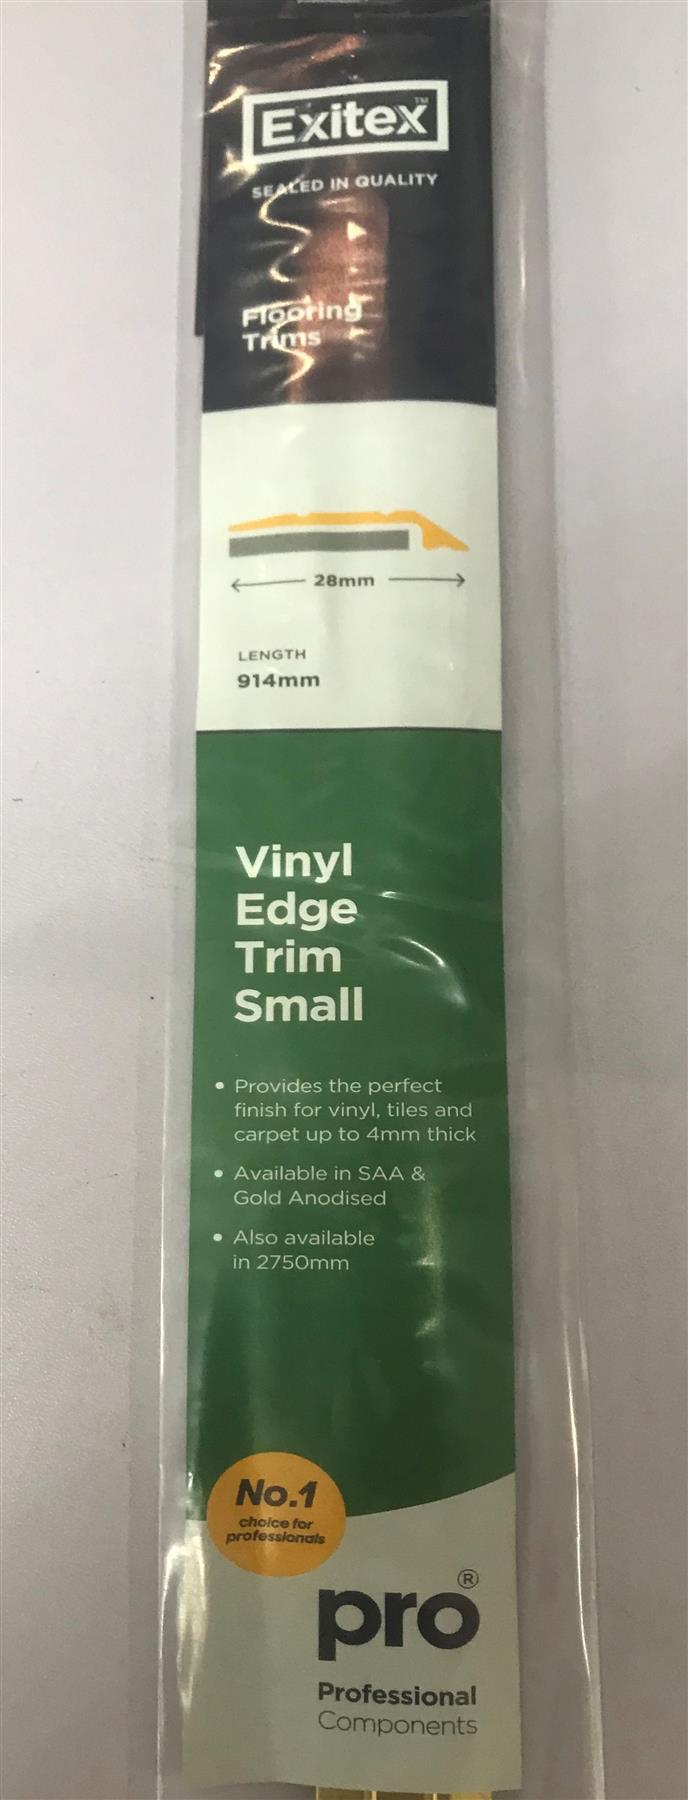 Exitex™
SEALED IN QUALITY
Flooring
Trims
28mm
LENGTH
914mm
Vinyl
Edge
Trim
Small
• Provides the perfect
finish for vinyl, tiles and
carpet up to 4mm thick
• Available in SAA &
Gold Anodised
• Also available
in 2750mm
No.1
choice for
professionals
pro®
Professional
Components